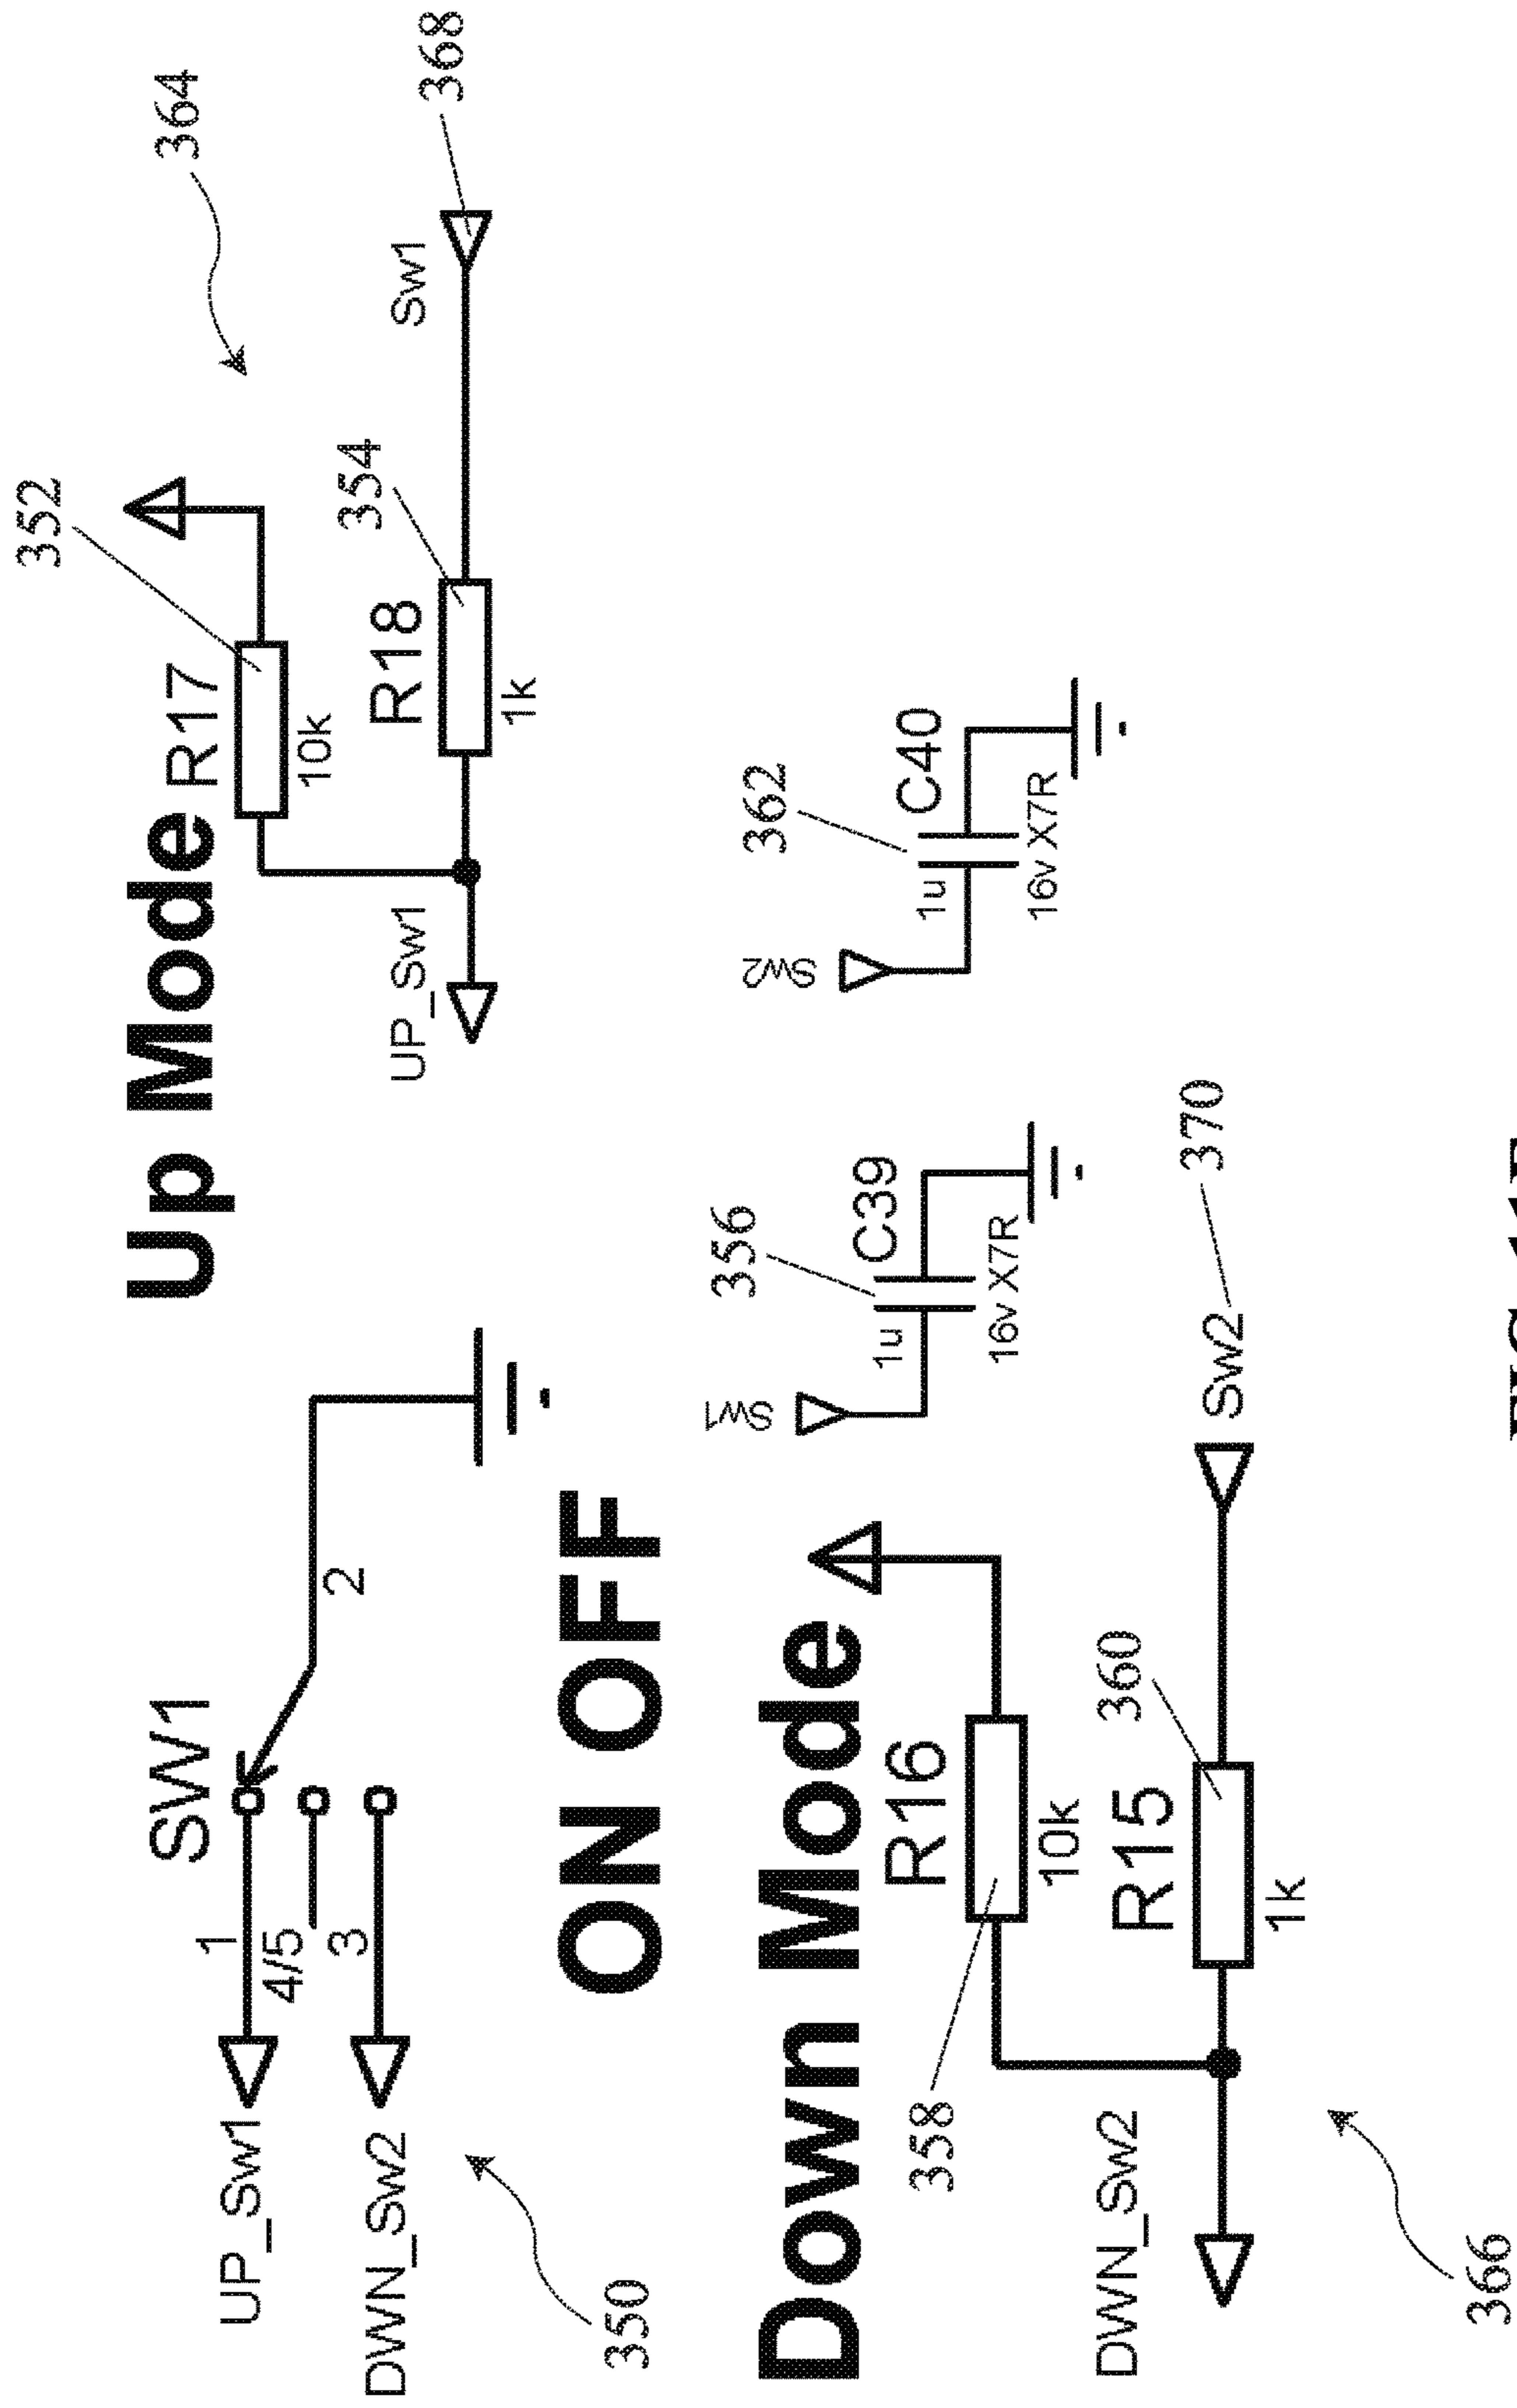 SW1
UP_Sw1
1
4/5
DWN_Sw2
3
2
350
ON OFF
Up Mode
352
364
R17
10k
354
368
R18
1k
UP_Sw1
Sw1
Down Mode
358
R16
10k
360
R15
1k
DWN_Sw2
Sw2
370
366
356
Sw1
1u
C39
16v X7R
362
Sw2
1u
C40
16v X7R